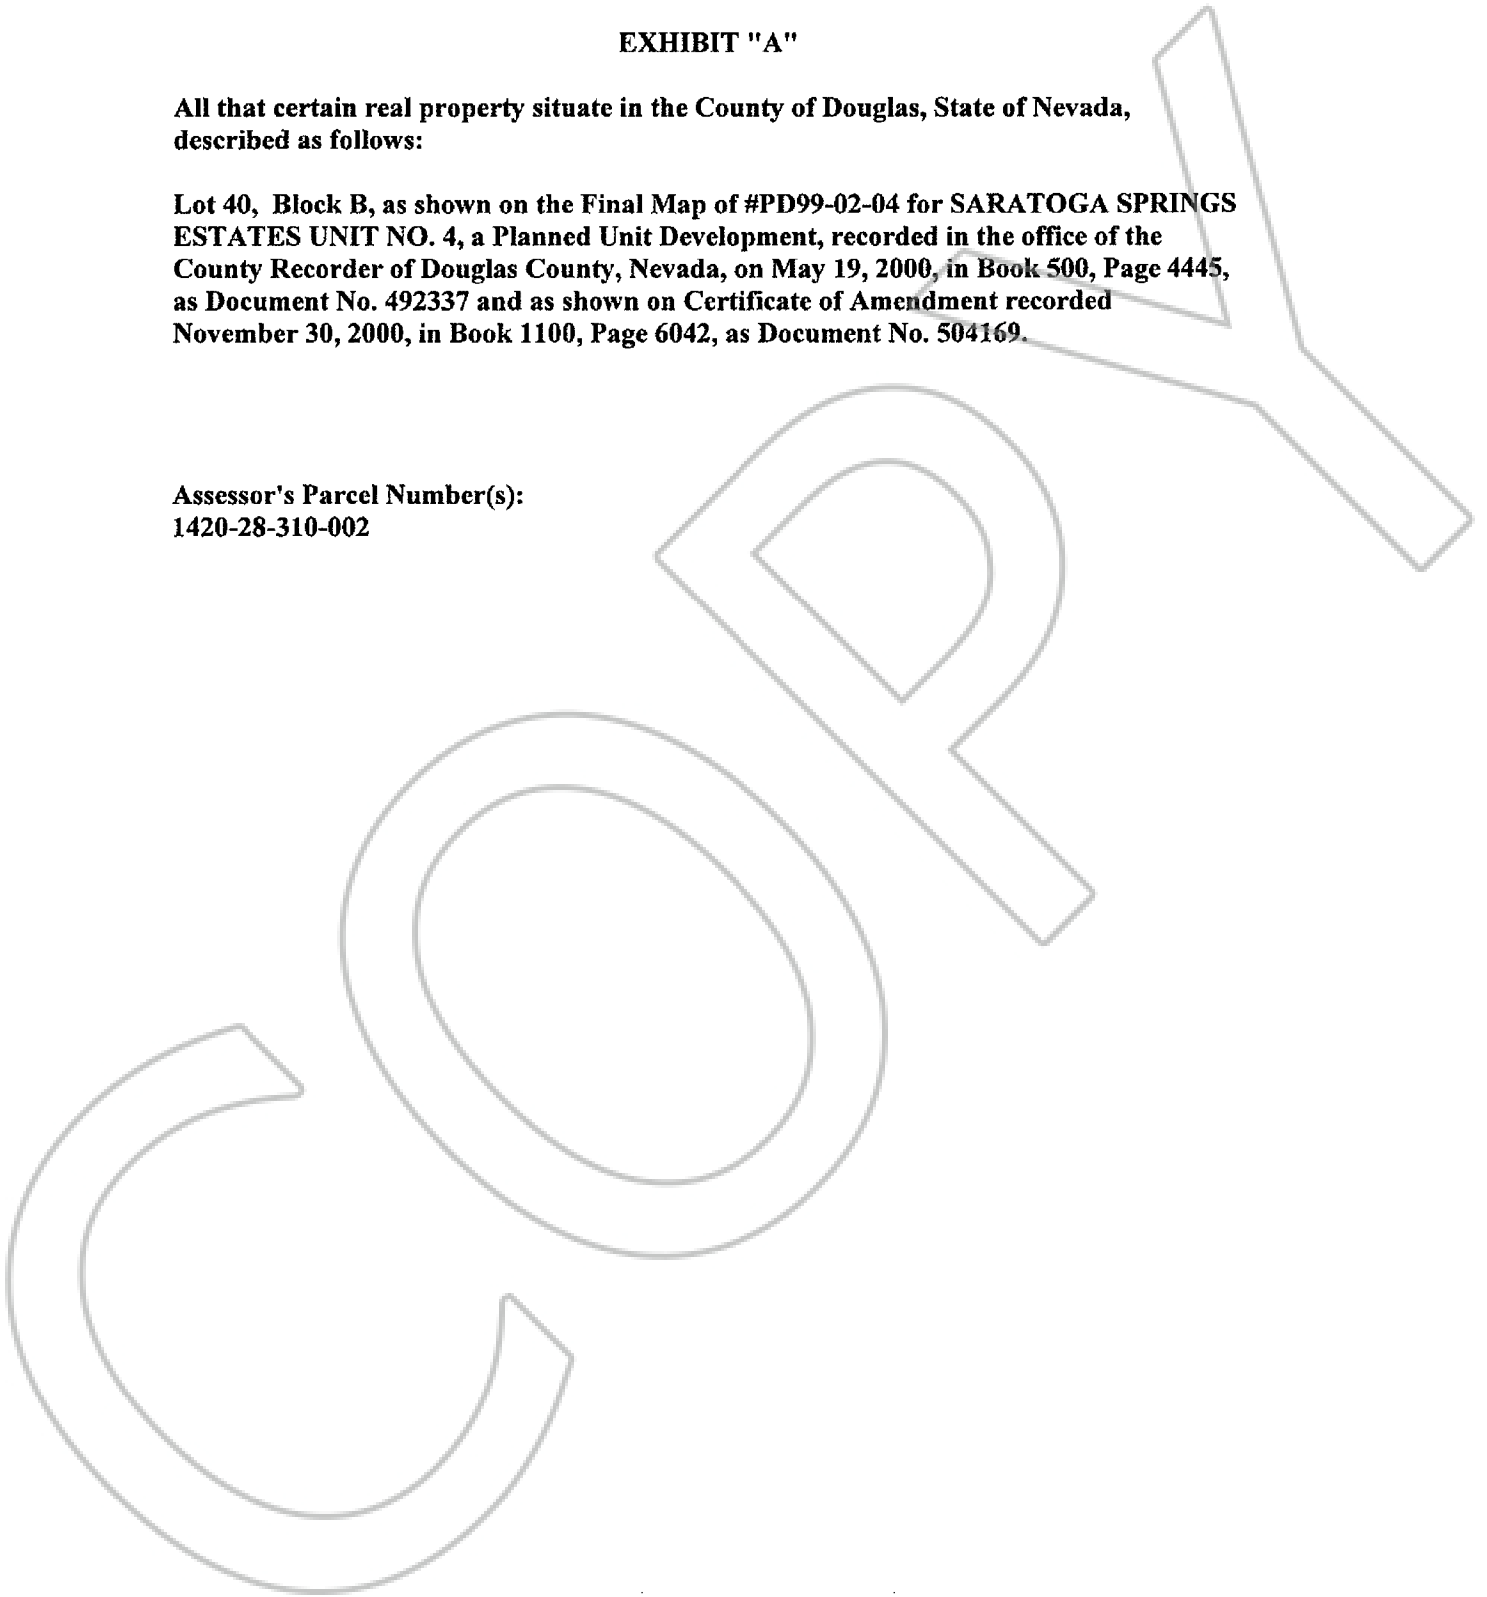 EXHIBIT "A"
All that certain real property situate in the County of Douglas, State of Nevada,
described as follows:
Lot 40,  Block B, as shown on the Final Map of #PD99-02-04 for SARATOGA SPRINGS
ESTATES UNIT NO. 4, a Planned Unit Development, recorded in the office of the
County Recorder of Douglas County, Nevada, on May 19, 2000, in Book 500, Page 4445,
as Document No. 492337 and as shown on Certificate of Amendment recorded
November 30, 2000, in Book 1100, Page 6042, as Document No. 504169.
Assessor's Parcel Number(s):
1420-28-310-002
COPY